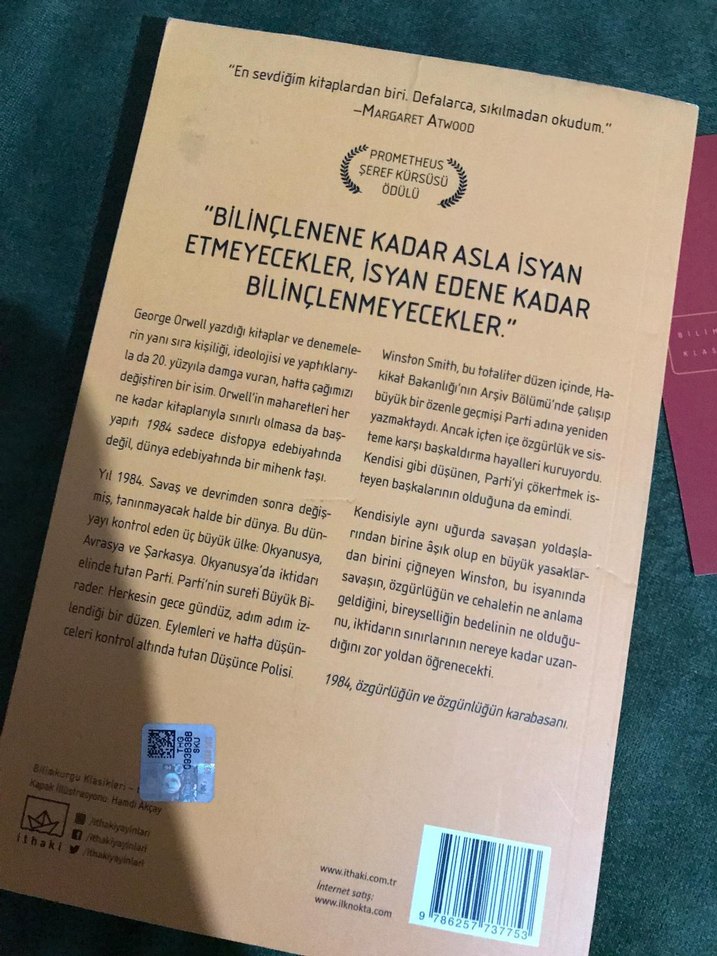 “En sevdiğim kitaplardan biri. Defalarca, sıkılmadan okudum.”
–MARGARET ATWOOD
PROMETHEUS
ŞEREF KÜRSÜSÜ
ÖDÜLÜ
“BİLİNÇLENENE KADAR ASLA İSYAN
ETMEYECEKLER, İSYAN EDENE KADAR
BİLİNÇLENMEYECEKLER.”
George Orwell yazdığı kitaplar ve denemele-
rin yanı sıra kişiliği, ideolojisi ve yaptıklarıy-
la da 20. yüzyıla damga vuran, hatta çağımızı
değiştiren bir isim. Orwell’in maharetleri her
ne kadar kitaplarıyla sınırlı olmasa da baş-
yapıtı 1984 sadece distopya edebiyatında
değil, dünya edebiyatında bir mihenk taşı.
Yıl 1984. Savaş ve devrimden sonra değiş-
miş, tanınmayacak halde bir dünya. Bu dün-
yayı kontrol eden üç büyük ülke: Okyanusya,
Avrasya ve Şarkasya. Okyanusya’da iktidarı
elinde tutan Parti. Parti’nin sureti Büyük Bi-
rader. Herkesin gece gündüz, adım adım iz-
lendiği bir düzen. Eylemleri ve hatta düşün-
celeri kontrol altında tutan Düşünce Polisi.
Winston Smith, bu totaliter düzen içinde, Ha-
kikat Bakanlığı’nın Arşiv Bölümü’nde çalışıp
büyük bir özenle geçmişi Parti adına yeniden
yazmaktaydı. Ancak içten içe özgürlük ve sis-
teme karşı başkaldırma hayalleri kuruyordu.
Kendisi gibi düşünen, Parti’yi çökertmek is-
teyen başkalarının olduğuna da emindi.
Kendisiyle aynı uğurda savaşan yoldaşla-
rından birine âşık olup en büyük yasaklar-
dan birini çiğneyen Winston, bu isyanında
savaşın, özgürlüğün ve cehaletin ne anlama
geldiğini, bireyselliğin bedelinin ne olduğu-
nu, iktidarın sınırlarının nereye kadar uzan-
dığını zor yoldan öğrenecekti.
1984, özgürlüğün ve özgünlüğün karabasanı.
THG
0938388
SKU
Bilimkurgu Klasikleri -
Kapak İllüstrasyonu: Hamdi Akçay
ithaki
/ithakiyayinlari
/ithakiyayinlari
/ithakiyayinlari
www.ithaki.com.tr
İnternet satış:
www.ilknokta.com
9 786257 737753